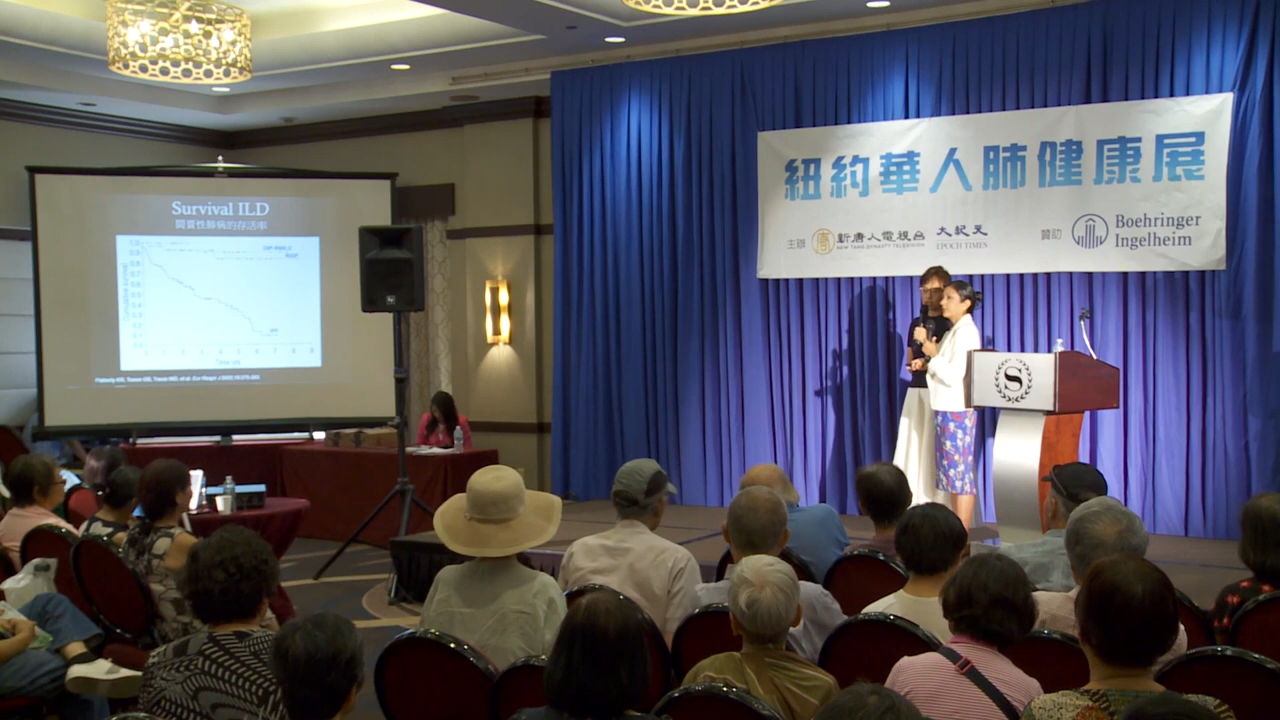 Survival ILD
間質性肺病的存活率
紐約華人肺健康展
主辦
新唐人電視台
NEW TANG DYNASTY TELEVISION
大紀元
EPOCH TIMES
贊助
Boehringer
Ingelheim
S